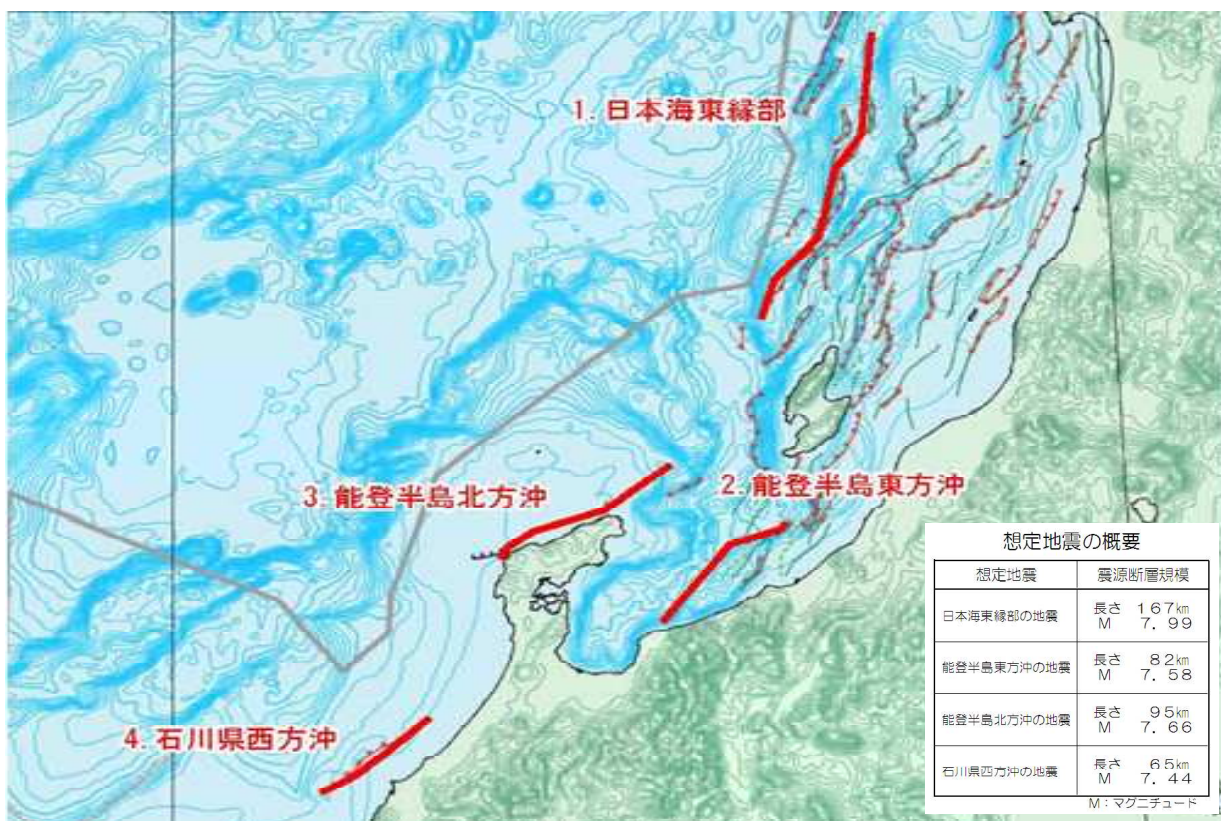 1. 日本海東縁部
3. 能登半島北方沖
2. 能登半島東方沖
4. 石川県西方沖
想定地震の概要
想定地震 震源断層規模
日本海東縁部の地震 長さ 167km
M 7.99
能登半島東方沖の地震 長さ 82km
M 7.58
能登半島北方沖の地震 長さ 95km
M 7.66
石川県西方沖の地震 長さ 65km
M 7.44
M:マグニチュード